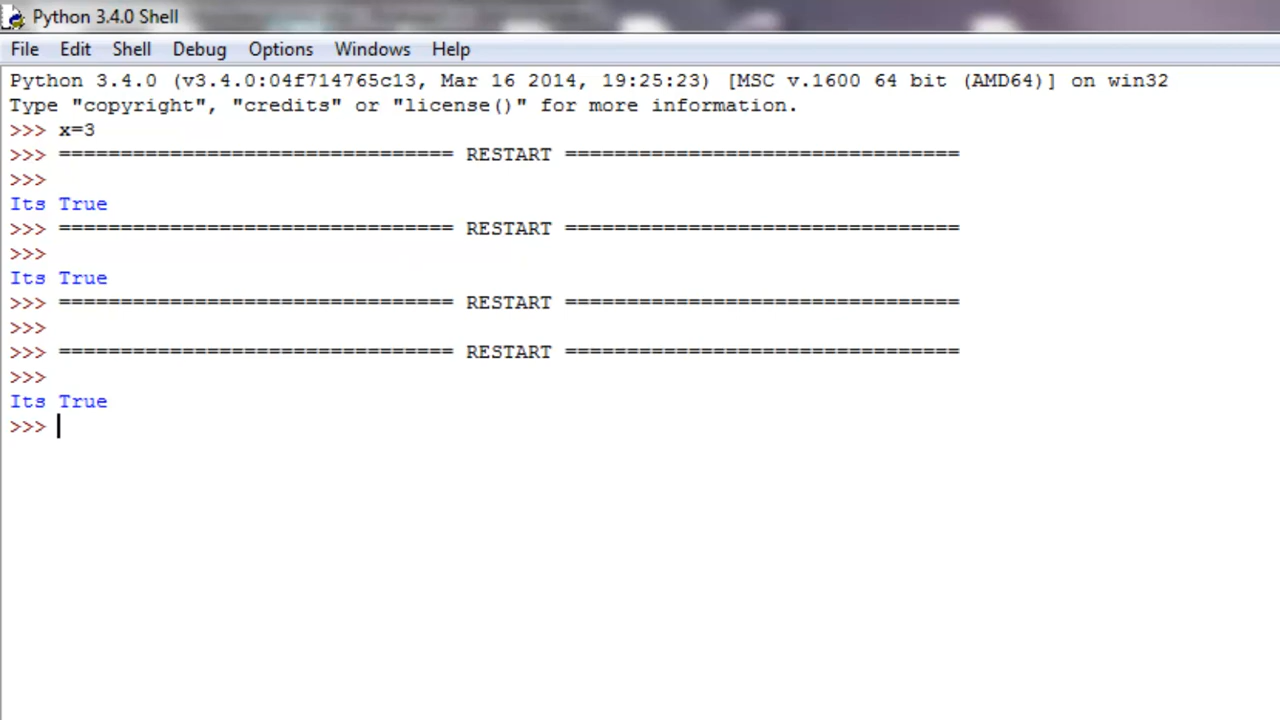 Python 3.4.0 Shell
File Edit Shell Debug Options Windows Help
Python 3.4.0 (v3.4.0:04f714765c13, Mar 16 2014, 19:25:23) [MSC v.1600 64 bit (AMD64)] on win32
Type "copyright", "credits" or "license()" for more information.
>>> x=3
>>> ================================ RESTART ================================
>>>
Its True
>>> ================================ RESTART ================================
>>>
Its True
>>> ================================ RESTART ================================
>>>
>>> ================================ RESTART ================================
>>>
Its True
>>>